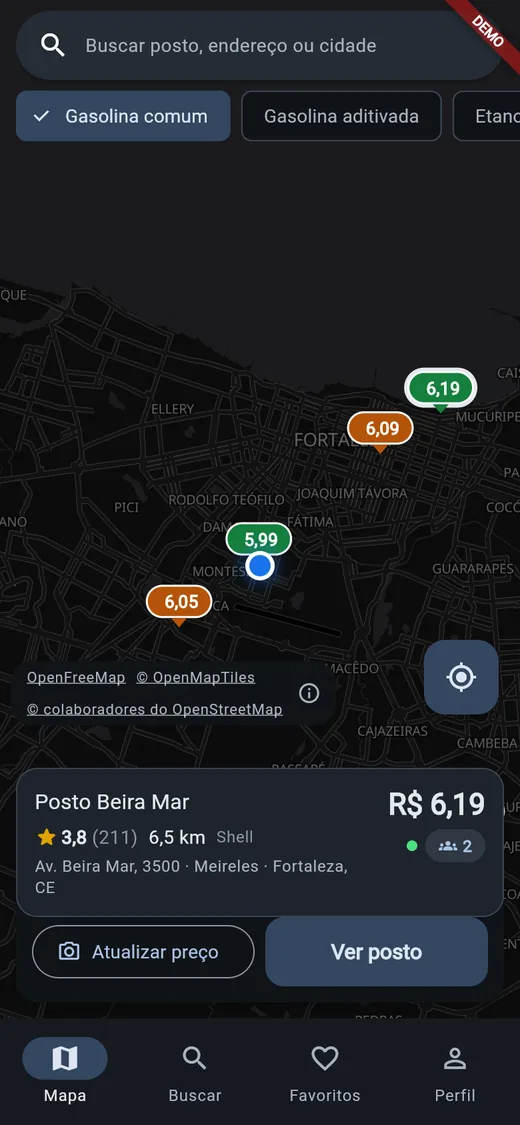 Buscar posto, endereço ou cidade
DEMO
Gasolina comum
Gasolina aditivada
Etano
QUE
CAIS
6,19
ELLERY
MUCURIPE
6,09
FORTAL
PA
RODOLFO TEÓFILO
JOAQUIM TÁVORA
PICI
COCÓ
ANO
DAM
FÁTIMA
5,99
MONTES
GUARARAPES
6,05
CA
MACÊDO
OpenFreeMap © OpenMapTiles
© colaboradores do OpenStreetMap
CAJAZEIRAS
CAMBEBA
Posto Beira Mar
R$ 6,19
3,8 (211) 6,5 km Shell
2
Av. Beira Mar, 3500 · Meireles · Fortaleza,
CE
Atualizar preço
Ver posto
Mapa
Buscar
Favoritos
Perfil